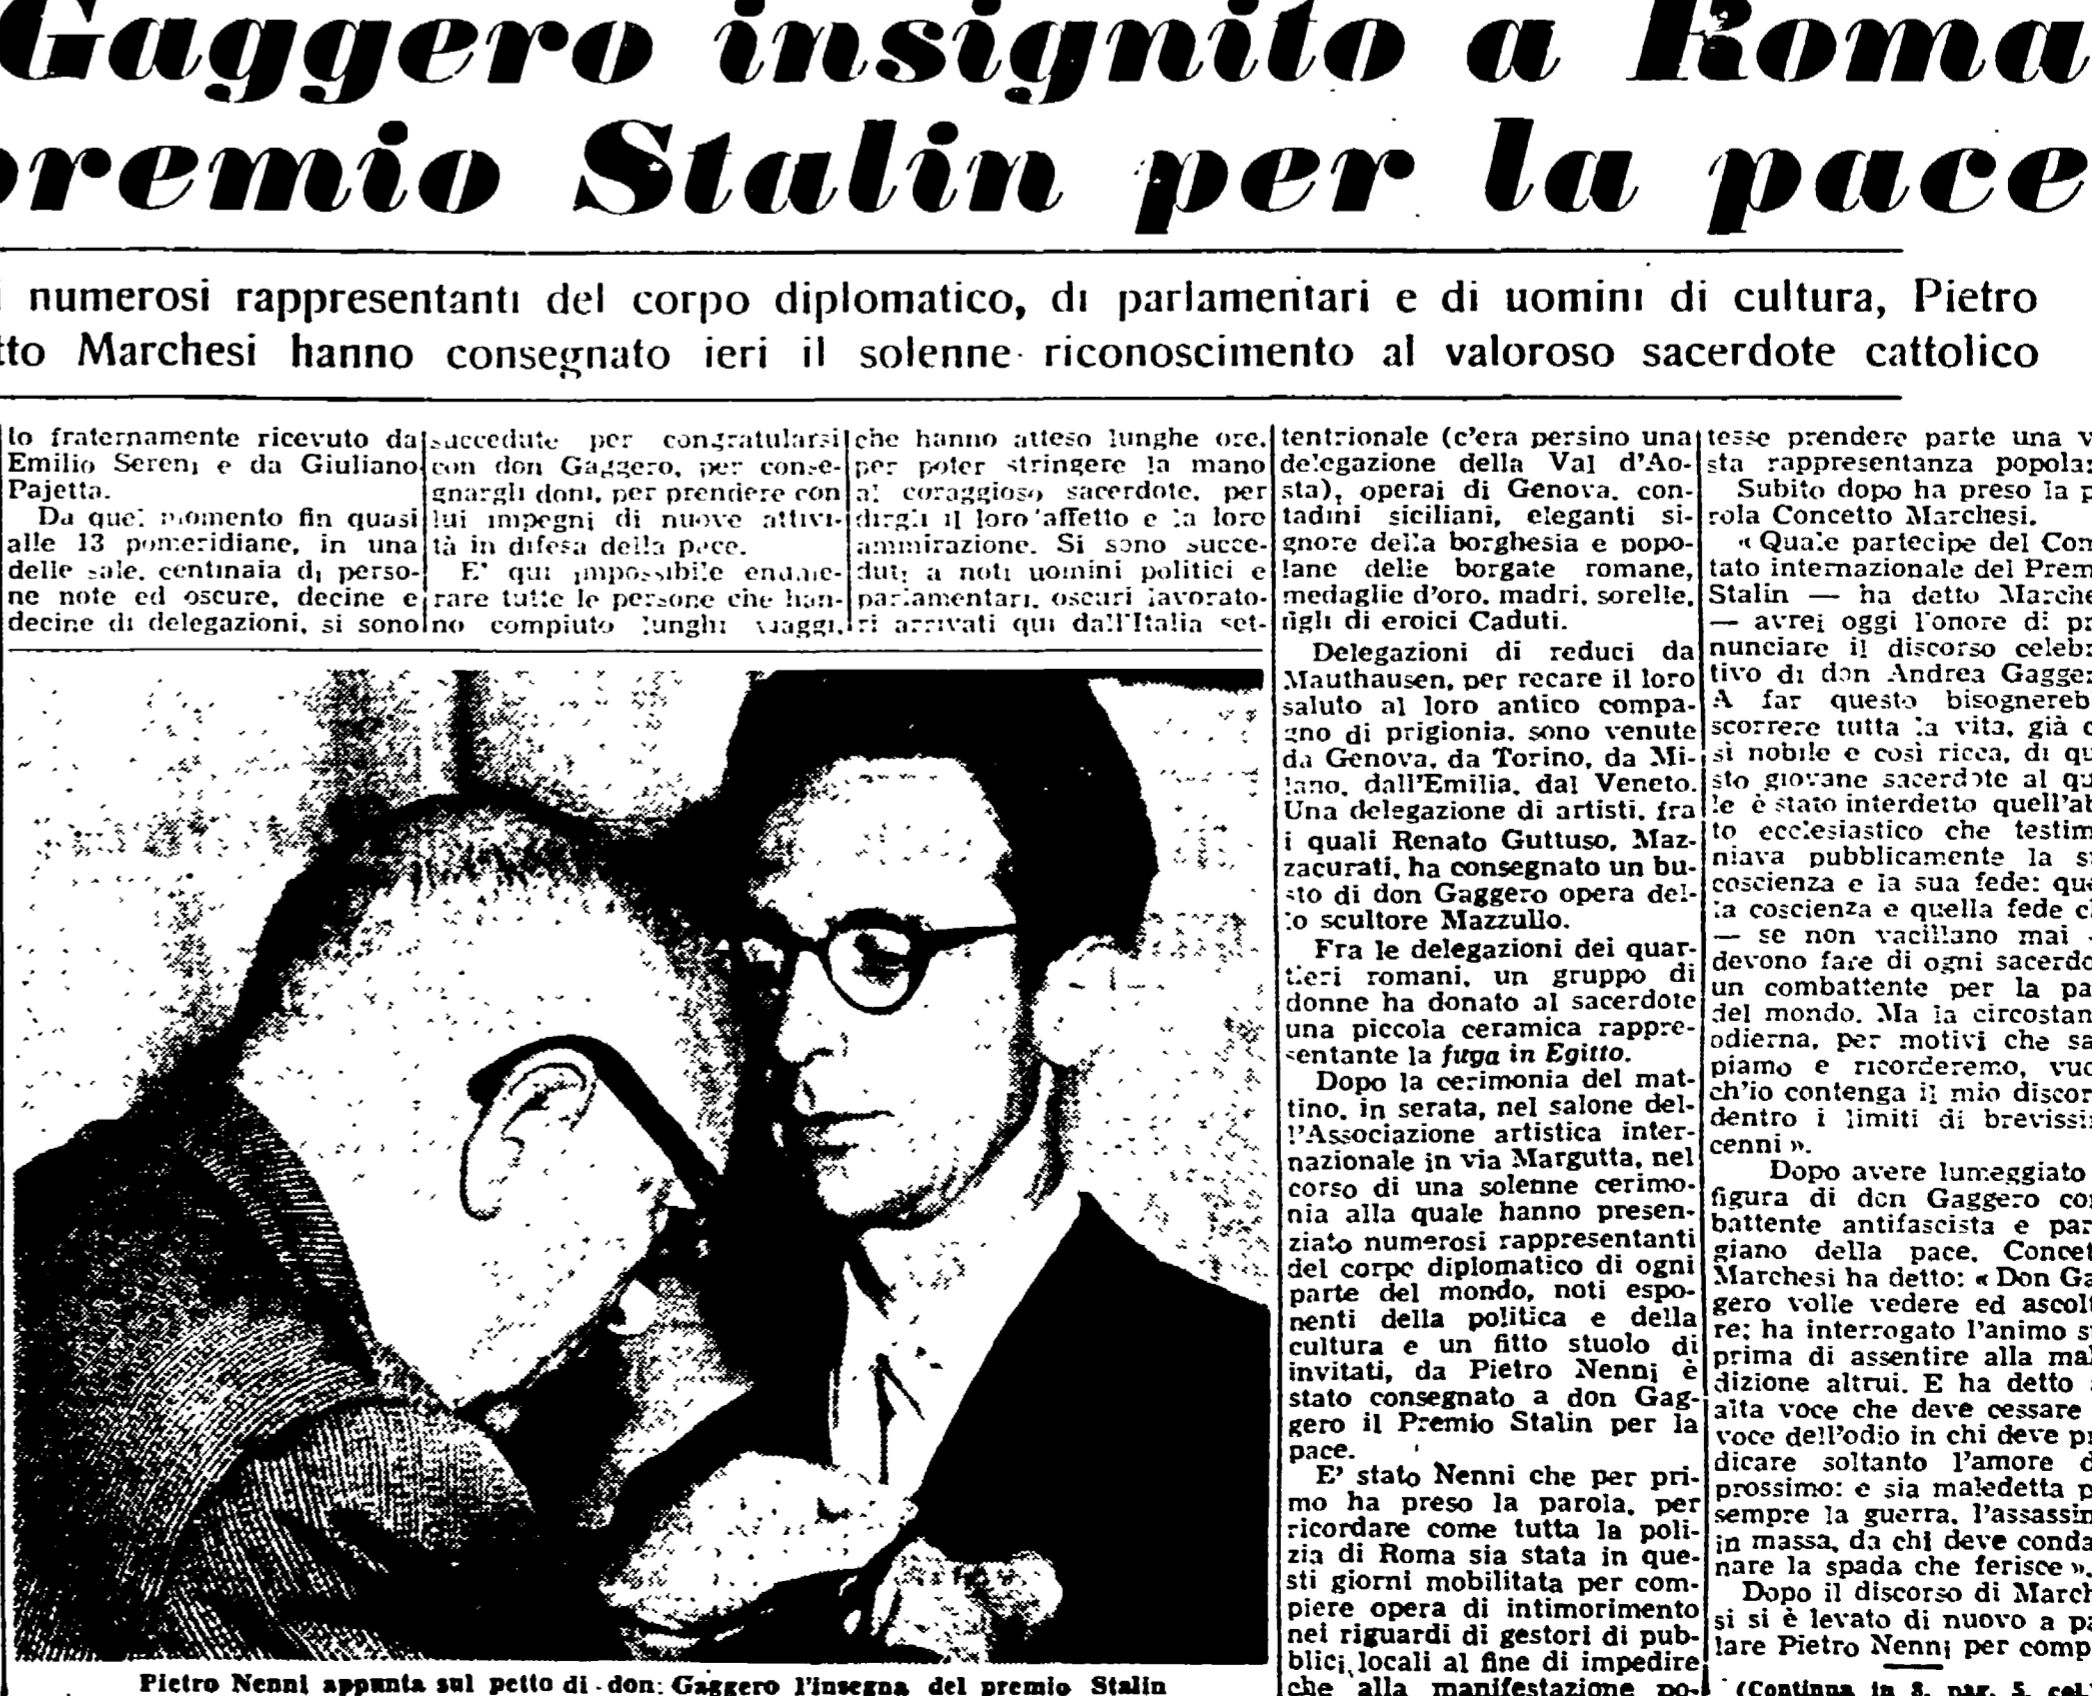 Gaggero insignito a Roma
premio Stalin per la pace
numerosi rappresentanti del corpo diplomatico, di parlamentari e di uomini di cultura, Pietro
tto Marchesi hanno consegnato ieri il solenne riconoscimento al valoroso sacerdote cattolico
to fraternamente ricevuto da
Emilio Sereni e da Giuliano
Pajetta.
Da quel momento fin quasi
alle 13 pomeridiane, in una
delle sale, centinaia di perso-
ne note ed oscure, decine e
decine di delegazioni, si sono
succedute per congratularsi
con don Gaggero, per conse-
gnargli doni, per prendere con
lui impegni di nuove attivi-
tà in difesa della pace.
E' qui impossibile enume-
rare tutte le persone che han-
no compiuto lunghi viaggi,
che hanno atteso lunghe ore,
per poter stringere la mano
al coraggioso sacerdote, per
dirgli il loro affetto e la loro
ammirazione. Si sono succe-
duti a noti uomini politici e
parlamentari, oscuri lavorato-
ri arrivati qui dall'Italia set-
tentrionale (c'era persino una
delegazione della Val d'Ao-
sta), operai di Genova, con-
tadini siciliani, eleganti si-
gnore della borghesia e popo-
lane delle borgate romane,
medaglie d'oro, madri, sorelle,
figli di eroici Caduti.
Delegazioni di reduci da
Mauthausen, per recare il loro
saluto al loro antico compa-
gno di prigionia, sono venute
da Genova, da Torino, da Mi-
lano, dall'Emilia, dal Veneto.
Una delegazione di artisti, fra
i quali Renato Guttuso, Maz-
zacurati, ha consegnato un bu-
sto di don Gaggero opera del-
lo scultore Mazzullo.
Fra le delegazioni dei quar-
tieri romani, un gruppo di
donne ha donato al sacerdote
una piccola ceramica rappre-
sentante la fuga in Egitto.
Dopo la cerimonia del mat-
tino, in serata, nel salone del-
l'Associazione artistica inter-
nazionale in via Margutta, nel
corso di una solenne cerimo-
nia alla quale hanno presen-
ziato numerosi rappresentanti
del corpo diplomatico di ogni
parte del mondo, noti espo-
nenti della politica e della
cultura e un fitto stuolo di
invitati, da Pietro Nenni è
stato consegnato a don Gag-
gero il Premio Stalin per la
pace.
E' stato Nenni che per pri-
mo ha preso la parola, per
ricordare come tutta la poli-
zia di Roma sia stata in que-
sti giorni mobilitata per com-
piere opera di intimorimento
nei riguardi di gestori di pub-
blici locali al fine di impedire
che alla manifestazione po-
tesse prendere parte una v
sta rappresentanza popola
Subito dopo ha preso la p
rola Concetto Marchesi.
« Quale partecipe del Com
tato internazionale del Prem
Stalin — ha detto Marche
— avrei oggi l'onore di pr
nunciare il discorso celebr
tivo di don Andrea Gagger
A far questo bisognereb
scorrere tutta la vita, già c
sì nobile e così ricca, di qu
sto giovane sacerdote al qu
le è stato interdetto quell'ab
to ecclesiastico che testim
niava pubblicamente la s
coscienza e la sua fede: que
la coscienza e quella fede c
— se non vacillano mai
devono fare di ogni sacerdo
un combattente per la pa
del mondo. Ma la circostan
odierna, per motivi che sa
piamo e ricorderemo, vuo
ch'io contenga il mio discor
dentro i limiti di breviss
cenni ».
Dopo avere lumeggiato
figura di don Gaggero co
battente antifascista e par
giano della pace, Concet
Marchesi ha detto: « Don Ga
gero volle vedere ed ascolt
re; ha interrogato l'animo s
prima di assentire alla mal
dizione altrui. E ha detto
alta voce che deve cessare
voce dell'odio in chi deve pr
dicare soltanto l'amore d
prossimo: e sia maledetta p
sempre la guerra, l'assassin
in massa, da chi deve conda
nare la spada che ferisce ».
Dopo il discorso di March
si si è levato di nuovo a pa
lare Pietro Nenni per comp
(Continua in 8. pag. 5. col.
Pietro Nenni appunta sul petto di don Gaggero l'insegna del premio Stalin